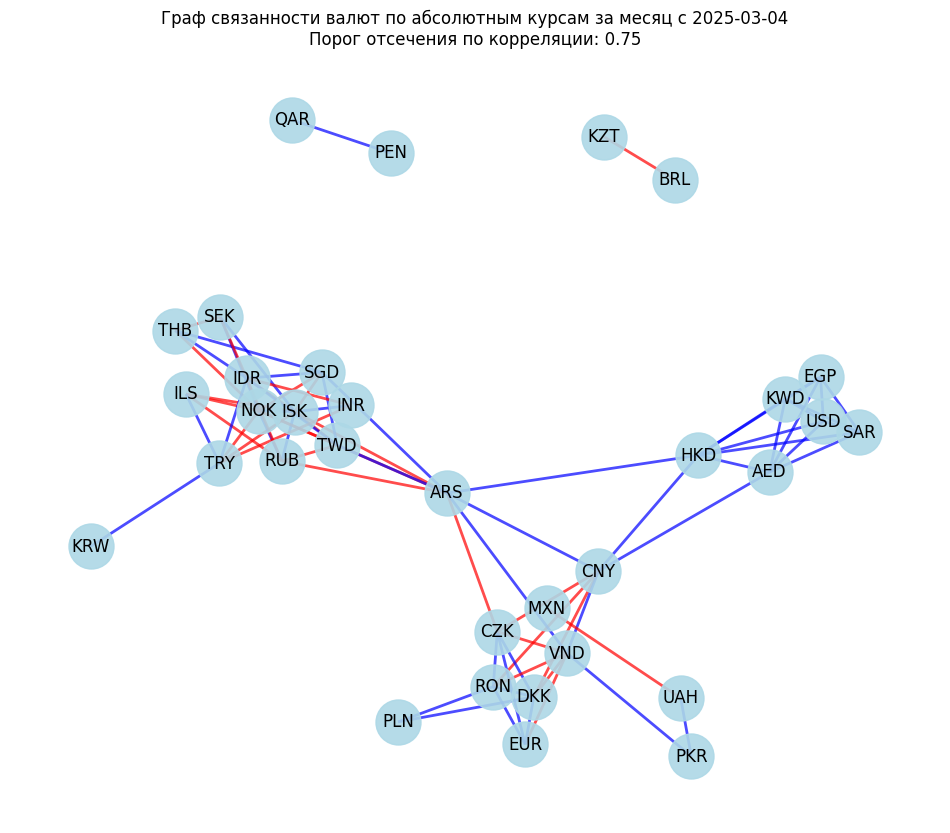 Граф связанности валют по абсолютным курсам за месяц с 2025-03-04
Порог отсечения по корреляции: 0.75
QAR
PEN
KZT
BRL
SEK
THB
IDR
SGD
EGP
ILS
KWD
INR
NOK
ISK
USD
SAR
TWD
HKD
TRY
RUB
AED
ARS
KRW
CNY
MXN
CZK
VND
RON
DKK
UAH
PLN
EUR
PKR